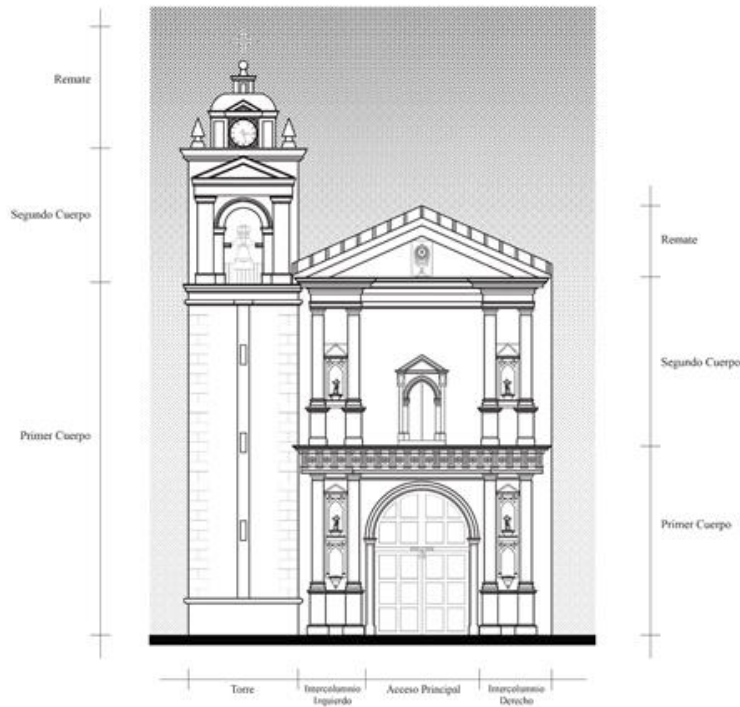 Remate
Segundo Cuerpo
Primer Cuerpo
Remate
Segundo Cuerpo
Primer Cuerpo
Torre
Intercolumnio
Izquierdo
Acceso Principal
Intercolumnio
Derecho